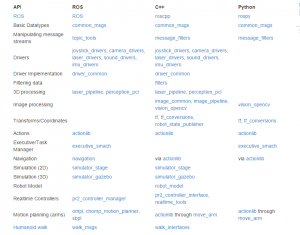 API ROS C++ Python
ROS ROS roscpp rospy
Basic Datatypes common_msgs common_msgs common_msgs
Manipulating message
streams topic_tools message_filters message_filters
joystick_drivers, camera_drivers, joystick_drivers, camera_drivers,
Drivers laser_drivers, sound_drivers, laser_drivers, sound_drivers,
imu_drivers imu_drivers
Driver Implementation driver_common driver_common
Filtering data filters
3D processing laser_pipeline, perception_pcl laser_pipeline, perception_pcl
Image processing image_common, image_pipeline, vision_opencv
vision_opencv
Transforms/Coordinates tf, tf_conversions, tf, tf_conversions
robot_state_publisher
Actions actionlib actionlib actionlib
Executive/Task
Manager executive_smach executive_smach
Navigation navigation via actionlib via actionlib
Simulation (2D) simulator_stage simulator_stage
Simulation (3D) simulator_gazebo simulator_gazebo
Robot Model robot_model
Realtime Controllers pr2_controller_manager pr2_controller_interface,
realtime_tools
Motion planning (arms) ompl, chomp_motion_planner, actionlib through move_arm actionlib through
sbpl move_arm
Humanoid walk walk_msgs walk_interfaces